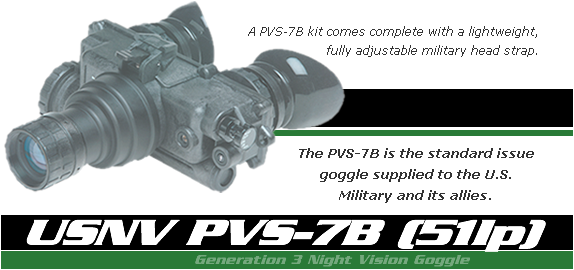 A PVS-7B kit comes complete with a lightweight,
fully adjustable military head strap.
The PVS-7B is the standard issue
goggle supplied to the U.S.
Military and its allies.
USNV PVS-7B (51lp)
Generation 3 Night Vision Goggle